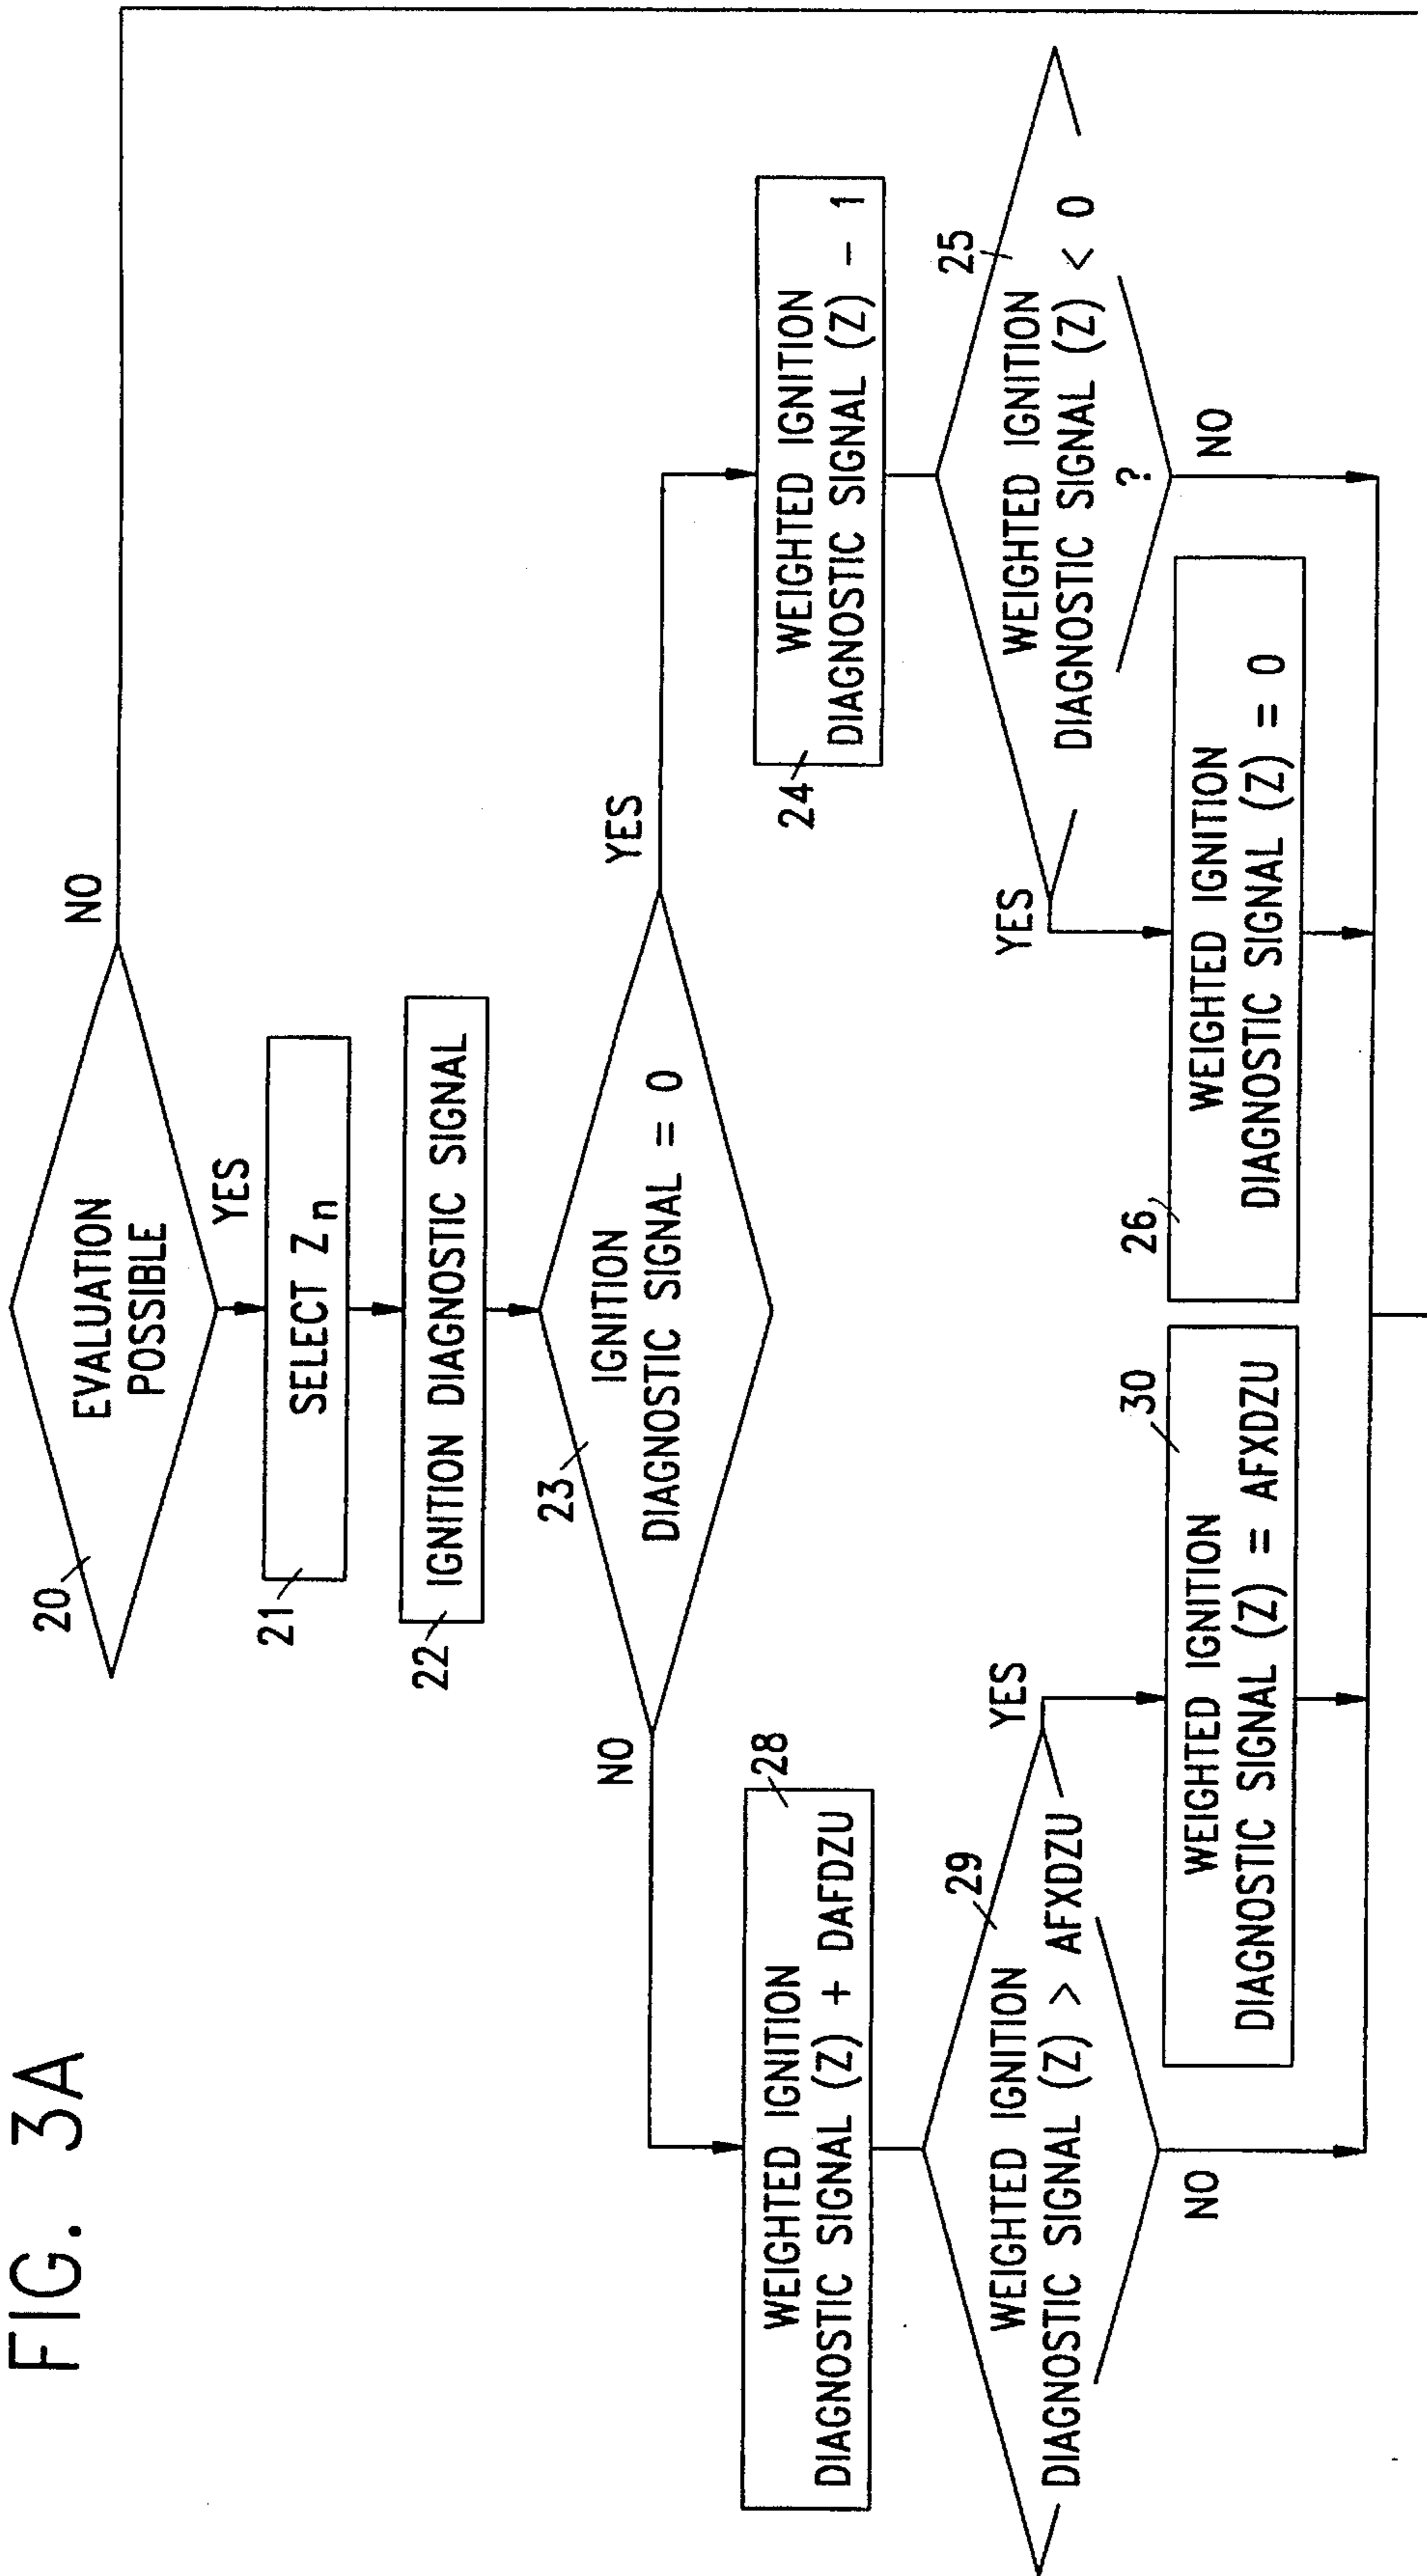 FIG. 3A
20
EVALUATION
POSSIBLE
NO
YES
21
SELECT Zn
22
IGNITION DIAGNOSTIC SIGNAL
23
IGNITION
DIAGNOSTIC SIGNAL = 0
NO
YES
28
WEIGHTED IGNITION
DIAGNOSTIC SIGNAL (Z) + DAFDZU
24
WEIGHTED IGNITION
DIAGNOSTIC SIGNAL (Z) - 1
29
WEIGHTED IGNITION
DIAGNOSTIC SIGNAL (Z) > AFXDZU
YES
NO
25
WEIGHTED IGNITION
DIAGNOSTIC SIGNAL (Z) < 0
?
YES
NO
30
WEIGHTED IGNITION
DIAGNOSTIC SIGNAL (Z) = AFXDZU
26
WEIGHTED IGNITION
DIAGNOSTIC SIGNAL (Z) = 0